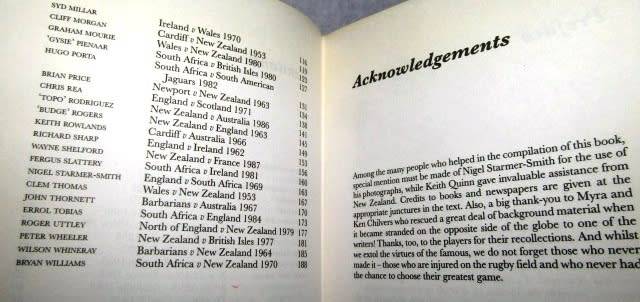 SYD MILLAR Ireland v Wales 1970
CLIFF MORGAN Cardiff v New Zealand 1953 116
GRAHAM MOURIE Wales v New Zealand 1980 119
'GYSIE' PIENAAR South Africa v British Isles 1980 123
HUGO PORTA South Africa v South American
Jaguars 1982 127
BRIAN PRICE Newport v New Zealand 1963
CHRIS REA England v Scotland 1971
'TOPO' RODRIGUEZ New Zealand v Australia 1986
'BUDGE' ROGERS England v New Zealand 1963 141
KEITH ROWLANDS Cardiff v Australia 1966 144
RICHARD SHARP England v Ireland 1962
WAYNE SHELFORD New Zealand v France 1987
FERGUS SLATTERY South Africa v Ireland 1981
NIGEL STARMER-SMITH England v South Africa 1969
CLEM THOMAS Wales v New Zealand 1953
JOHN THORNETT Barbarians v Australia 1967
ERROL TOBIAS South Africa v England 1984
ROGER UTTLEY North of England v New Zealand 1979
PETER WHEELER New Zealand v British Isles 1977 181
WILSON WHINERAY Barbarians v New Zealand 1964 185
BRYAN WILLIAMS South Africa v New Zealand 1970 188
Acknowledgements
Among the many people who helped in the compilation of this book,
special mention must be made of Nigel Starmer-Smith for the use of
his photographs, while Keith Quinn gave invaluable assistance from
New Zealand. Credits to books and newspapers are given at the
appropriate junctures in the text. Also, a big thank-you to Myra and
Ken Chilvers who rescued a great deal of background material when
it became stranded on the opposite side of the globe to one of the
writers! Thanks, too, to the players for their recollections. And whilst
we extol the virtues of the famous, we do not forget those who never
made it – those who are injured on the rugby field and who never had
the chance to choose their greatest game.